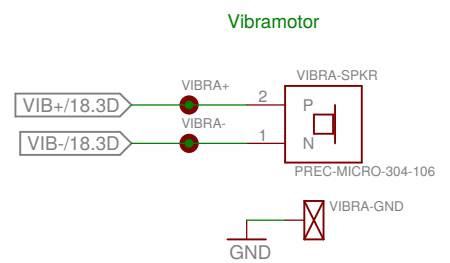 Vibramotor
VIBRA+ VIBRA-SPKR
VIB+/18.3D 2 P
VIBRA-
VIB-/18.3D 1 N
PREC-MICRO-304-106
VIBRA-GND
GND